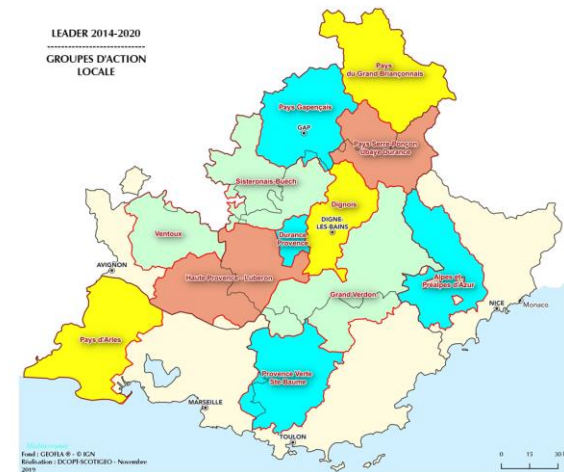 LEADER 2014-2020
-------------------------
GROUPES D'ACTION
LOCALE
Pays
du Grand Briançonnais
Pays Gapençais
GAP
Pays Serre-Ponçon
Ubaye Durance
Sisteronais-Buëch
Dignois
DIGNE-
LES-BAINS
Durance
Provence
Ventoux
AVIGNON
Haute Provence - Luberon
Alpes et
Préalpes d'Azur
Grand Verdon
NICE
Monaco
Pays d'Arles
Provence Verte
Ste Baume
MARSEILLE
TOULON
Fond : GEOFLA ® - © IGN
Réalisation : DCOPT-SCOTIGEO - Novembre
2019
0 15 30